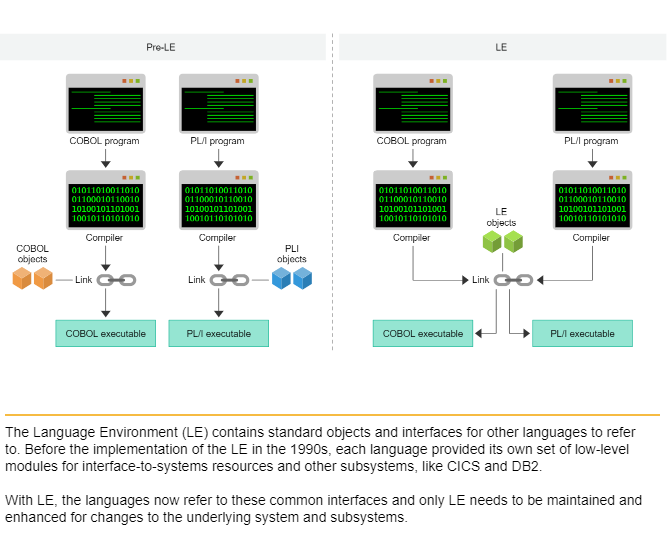 Pre-LE
LE
COBOL program
PL/I program
COBOL program
PL/I program
01011010011010
01100010110010
10100101101001
10010110101010
01011010011010
01100010110010
10100101101001
10010110101010
01011010011010
01100010110010
10100101101001
10010110101010
01011010011010
01100010110010
10100101101001
10010110101010
Compiler
Compiler
Compiler
Compiler
COBOL
objects
Link
Link
PLI
objects
LE
objects
Link
COBOL executable
PL/I executable
COBOL executable
PL/I executable
The Language Environment (LE) contains standard objects and interfaces for other languages to refer
to. Before the implementation of the LE in the 1990s, each language provided its own set of low-level
modules for interface-to-systems resources and other subsystems, like CICS and DB2.
With LE, the languages now refer to these common interfaces and only LE needs to be maintained and
enhanced for changes to the underlying system and subsystems.